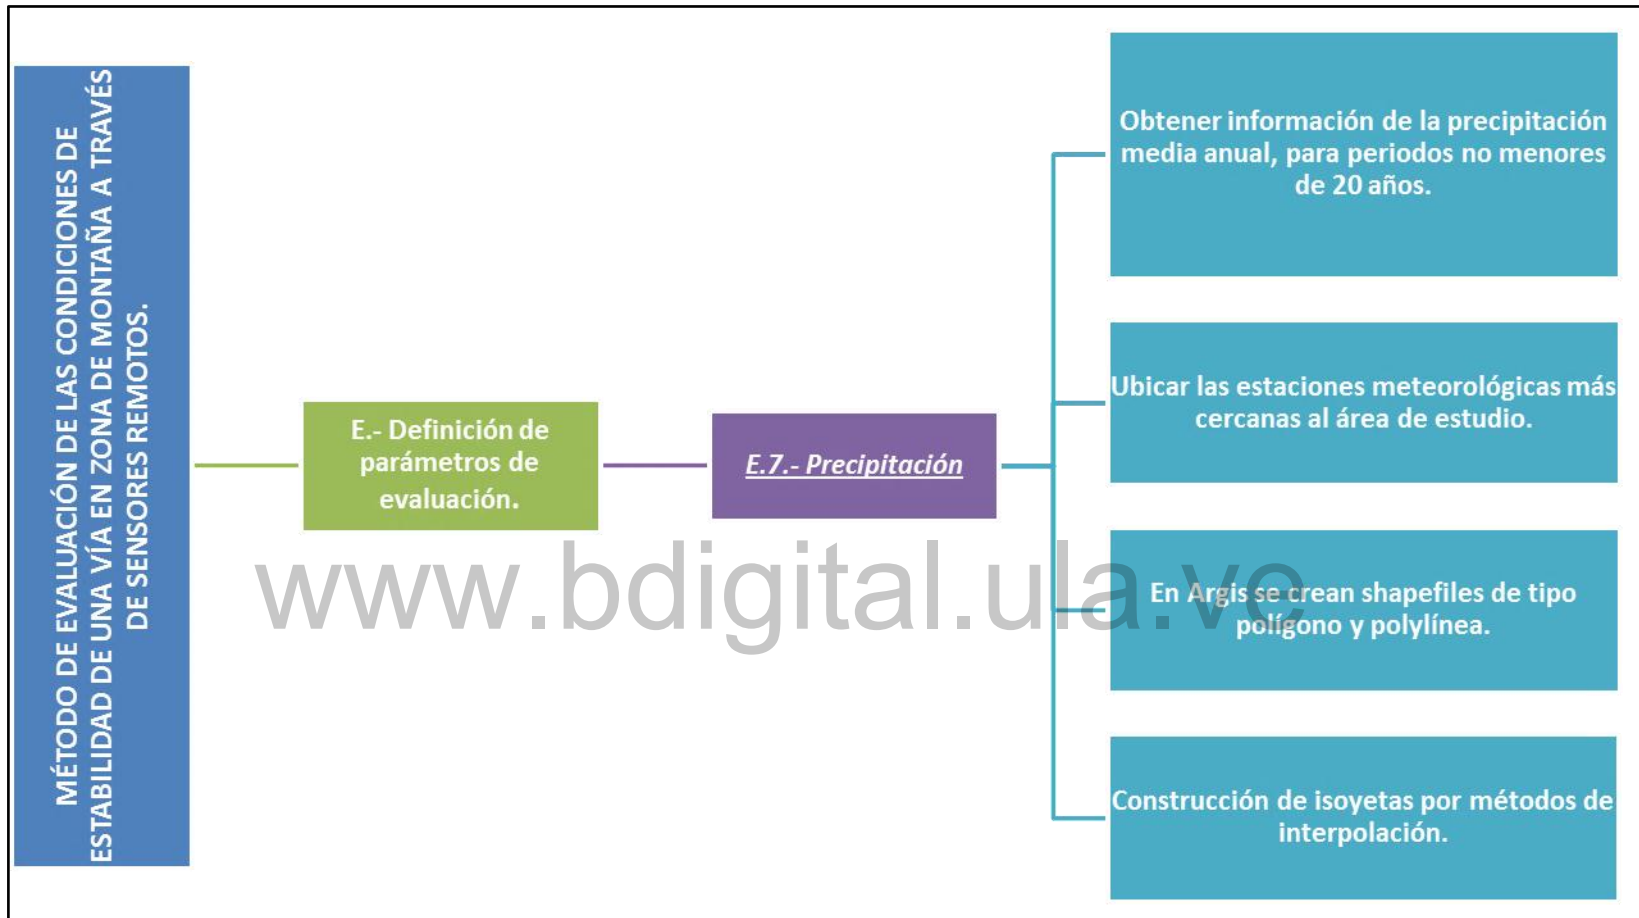 MÉTODO DE EVALUACIÓN DE LAS CONDICIONES DE
ESTABILIDAD DE UNA VÍA EN ZONA DE MONTAÑA A TRAVÉS
DE SENSORES REMOTOS.
E.- Definición de
parámetros de
evaluación.
E.7.- Precipitación
Obtener información de la precipitación
media anual, para periodos no menores
de 20 años.
Ubicar las estaciones meteorológicas más
cercanas al área de estudio.
En Argis se crean shapefiles de tipo
polígono y polylínea.
Construcción de isoyetas por métodos de
interpolación.
www.bdigital.ula.ve